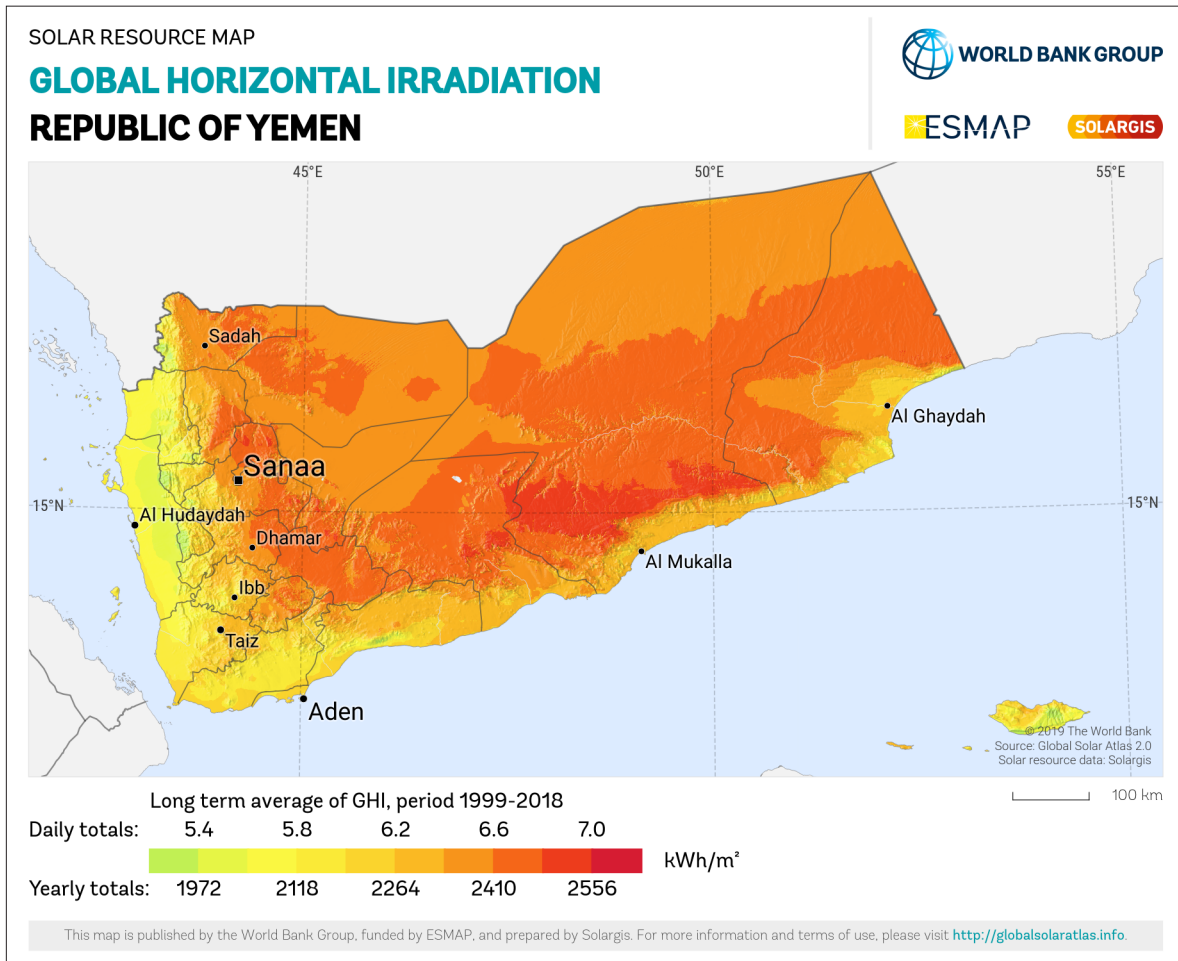 SOLAR RESOURCE MAP
GLOBAL HORIZONTAL IRRADIATION
REPUBLIC OF YEMEN
WORLD BANK GROUP
ESMAP
SOLARGIS
45°E
50°E
55°E
Sadah
Al Ghaydah
Sanaa
15°N
15°N
Al Hudaydah
Dhamar
Al Mukalla
Ibb
Taiz
Aden
© 2019 The World Bank
Source: Global Solar Atlas 2.0
Solar resource data: Solargis
100 km
Long term average of GHI, period 1999-2018
Daily totals: 5.4 5.8 6.2 6.6 7.0
kWh/m²
Yearly totals: 1972 2118 2264 2410 2556
This map is published by the World Bank Group, funded by ESMAP, and prepared by Solargis. For more information and terms of use, please visit http://globalsolaratlas.info.